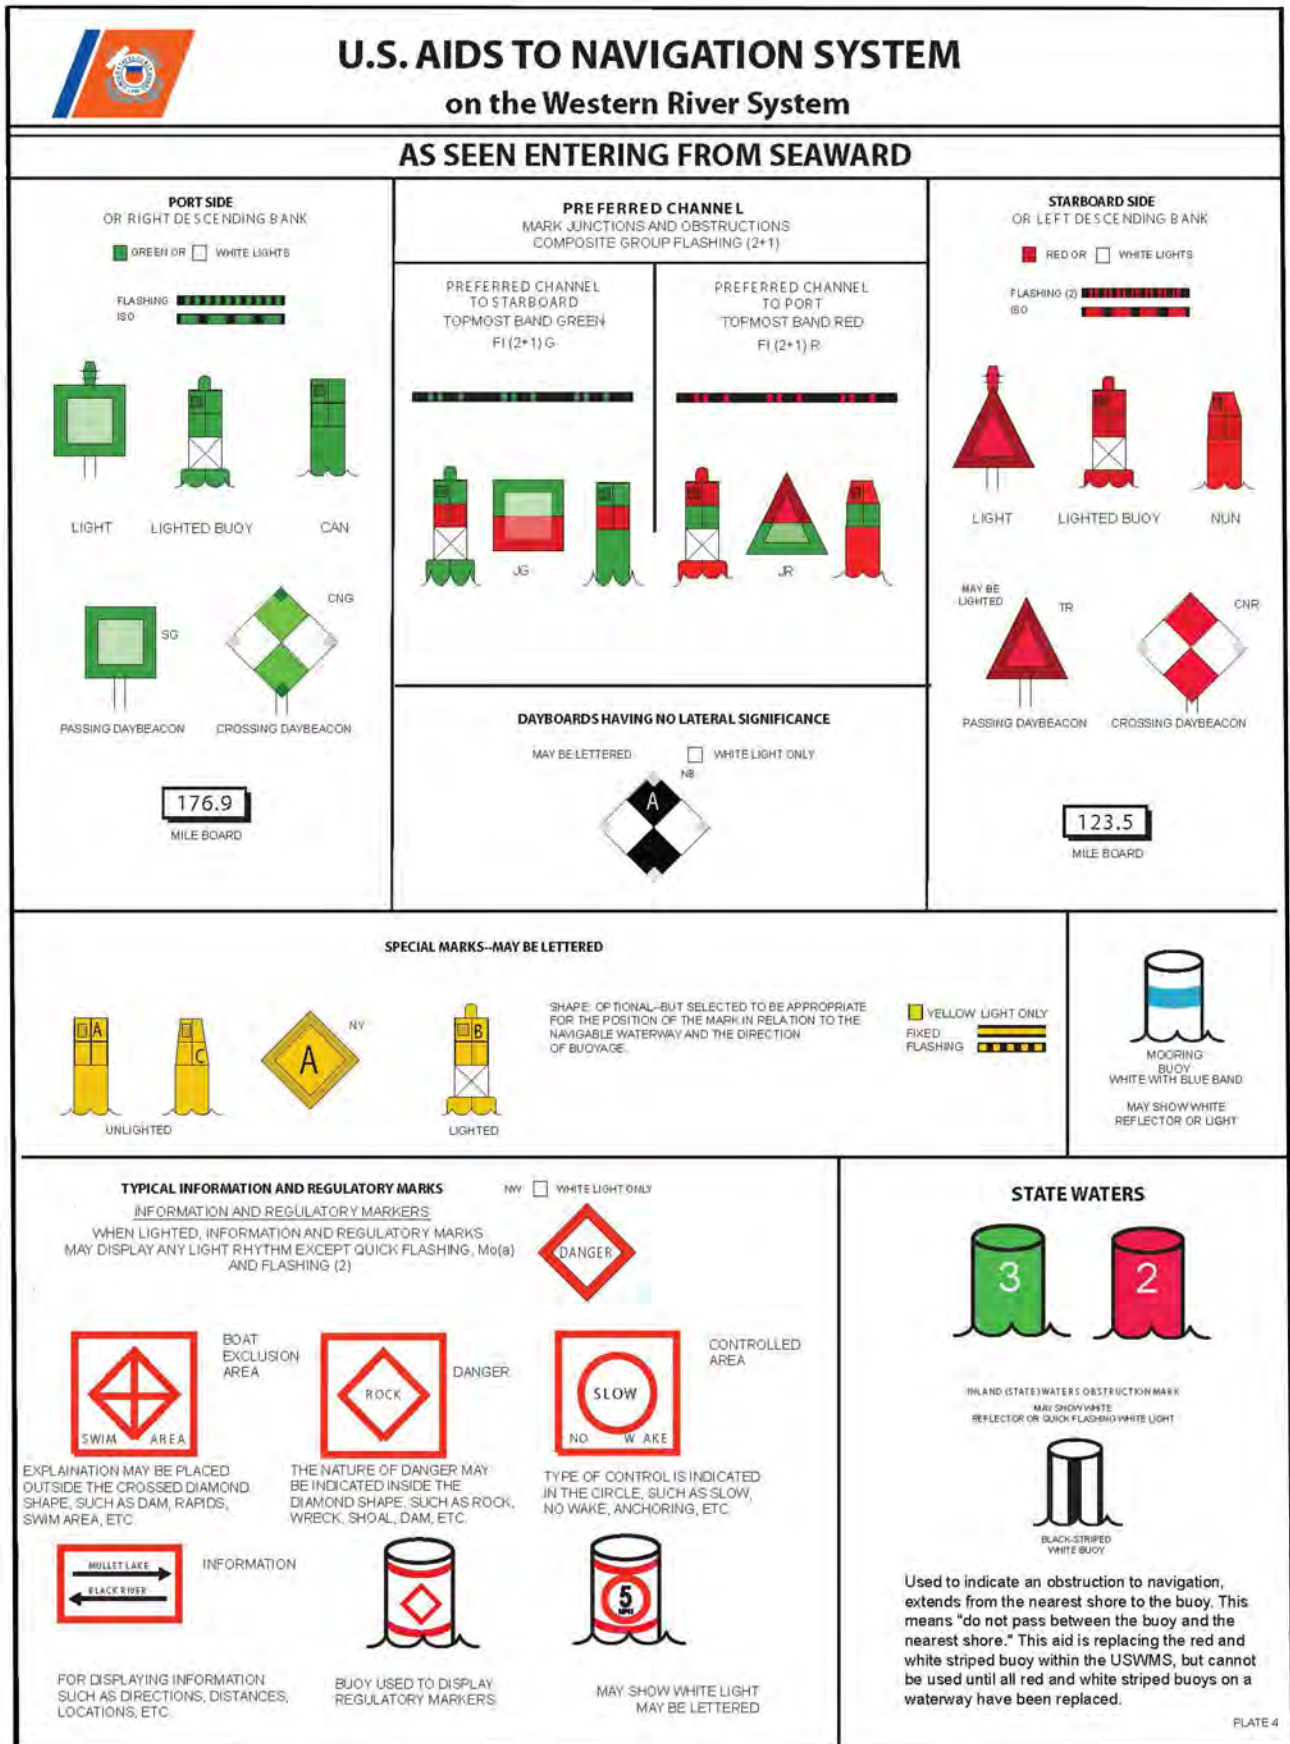 U.S. AIDS TO NAVIGATION SYSTEM
on the Western River System
AS SEEN ENTERING FROM SEAWARD
PORT SIDE
OR RIGHT DESCENDING BANK
GREEN OR WHITE LIGHTS
FLASHING
ISO
LIGHT
LIGHTED BUOY
CAN
SG
CNG
PASSING DAYBEACON
CROSSING DAYBEACON
176.9
MILE BOARD
PREFERRED CHANNEL
MARK JUNCTIONS AND OBSTRUCTIONS
COMPOSITE GROUP FLASHING (2+1)
PREFERRED CHANNEL
TO STARBOARD
TOPMOST BAND GREEN
FI (2+1) G
JG
PREFERRED CHANNEL
TO PORT
TOPMOST BAND RED
FI (2+1) R
JR
DAYBOARDS HAVING NO LATERAL SIGNIFICANCE
MAY BE LETTERED
WHITE LIGHT ONLY
NB
A
STARBOARD SIDE
OR LEFT DESCENDING BANK
RED OR WHITE LIGHTS
FLASHING (2)
ISO
LIGHT
LIGHTED BUOY
NUN
MAY BE
LIGHTED
TR
CNR
PASSING DAYBEACON
CROSSING DAYBEACON
123.5
MILE BOARD
SPECIAL MARKS--MAY BE LETTERED
A
C
A
NY
B
UNLIGHTED
LIGHTED
SHAPE: OPTIONAL--BUT SELECTED TO BE APPROPRIATE
FOR THE POSITION OF THE MARK IN RELATION TO THE
NAVIGABLE WATERWAY AND THE DIRECTION
OF BUOYAGE.
YELLOW LIGHT ONLY
FIXED
FLASHING
MOORING
BUOY
WHITE WITH BLUE BAND
MAY SHOW WHITE
REFLECTOR OR LIGHT
TYPICAL INFORMATION AND REGULATORY MARKS
NW WHITE LIGHT ONLY
INFORMATION AND REGULATORY MARKERS
WHEN LIGHTED, INFORMATION AND REGULATORY MARKS
MAY DISPLAY ANY LIGHT RHYTHM EXCEPT QUICK FLASHING, Mo(a)
AND FLASHING (2)
DANGER
SWIM AREA
BOAT
EXCLUSION
AREA
EXPLAINATION MAY BE PLACED
OUTSIDE THE CROSSED DIAMOND
SHAPE, SUCH AS DAM, RAPIDS,
SWIM AREA, ETC.
ROCK
DANGER
THE NATURE OF DANGER MAY
BE INDICATED INSIDE THE
DIAMOND SHAPE, SUCH AS ROCK,
WRECK, SHOAL, DAM, ETC.
SLOW
NO W AKE
CONTROLLED
AREA
TYPE OF CONTROL IS INDICATED
IN THE CIRCLE, SUCH AS SLOW,
NO WAKE, ANCHORING, ETC.
MULLET LAKE
BLACK RIVER
INFORMATION
FOR DISPLAYING INFORMATION
SUCH AS DIRECTIONS, DISTANCES,
LOCATIONS, ETC.
BUOY USED TO DISPLAY
REGULATORY MARKERS
5
MPH
MAY SHOW WHITE LIGHT
MAY BE LETTERED
STATE WATERS
3
2
INLAND (STATE) WATERS OBSTRUCTION MARK
MAY SHOW WHITE
REFLECTOR OR QUICK FLASHING WHITE LIGHT
BLACK-STRIPED
WHITE BUOY
Used to indicate an obstruction to navigation,
extends from the nearest shore to the buoy. This
means "do not pass between the buoy and the
nearest shore." This aid is replacing the red and
white striped buoy within the USWMS, but cannot
be used until all red and white striped buoys on a
waterway have been replaced.
PLATE 4